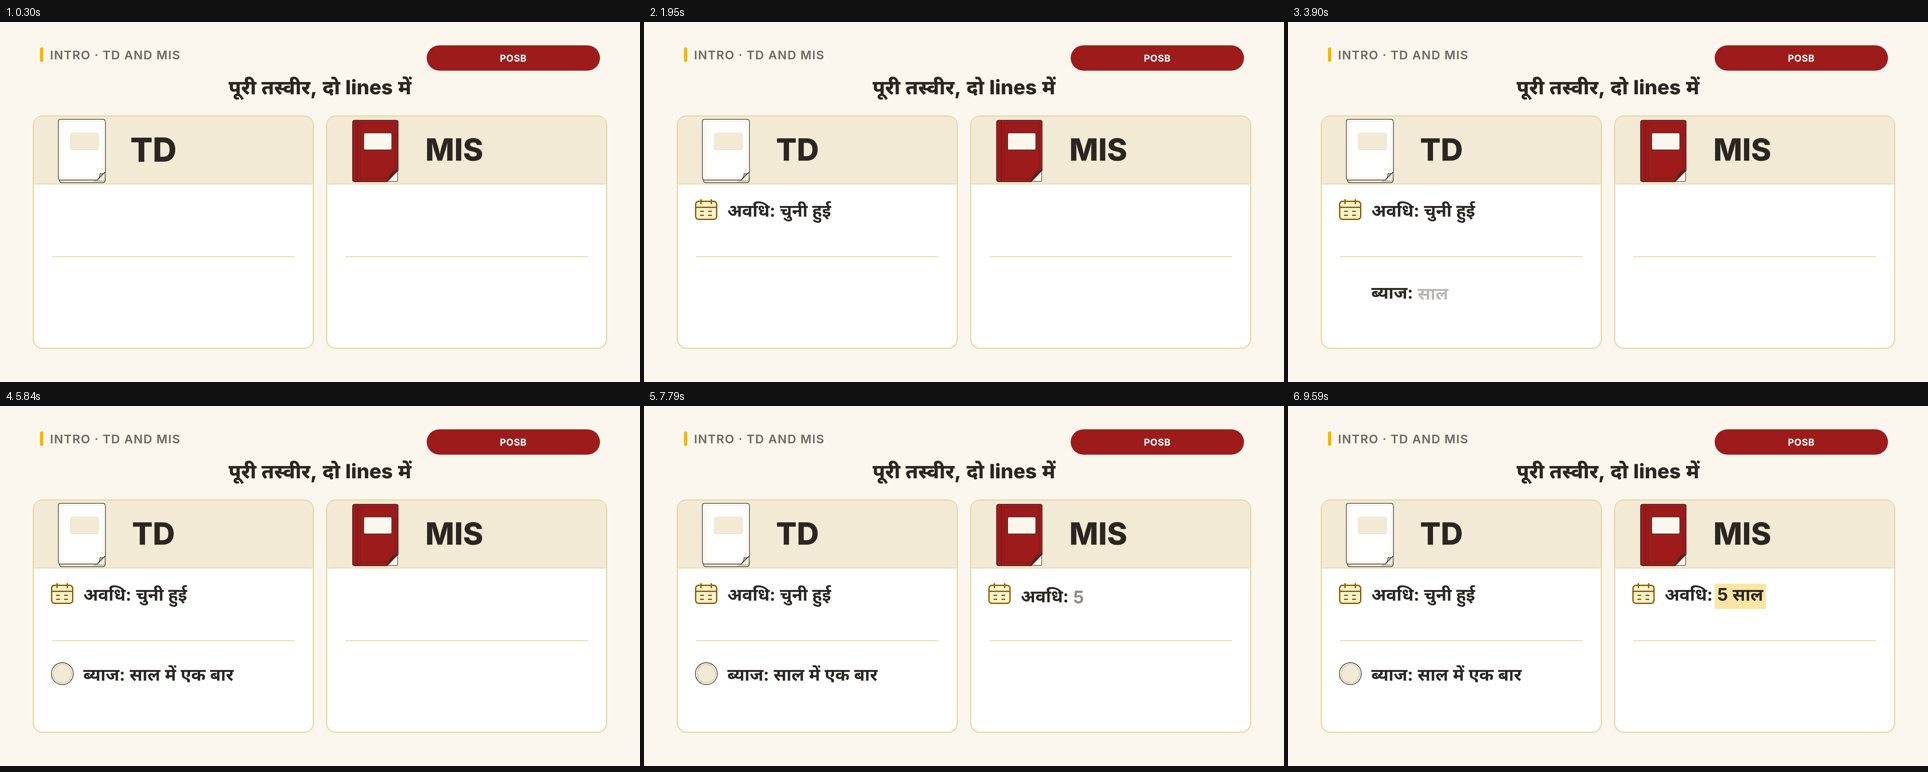 1. 0.30s
INTRO · TD AND MIS
POSB
पूरी तस्वीर, दो lines में
TD
MIS
2. 1.95s
INTRO · TD AND MIS
POSB
पूरी तस्वीर, दो lines में
TD
MIS
अवधि: चुनी हुई
3. 3.90s
INTRO · TD AND MIS
POSB
पूरी तस्वीर, दो lines में
TD
MIS
अवधि: चुनी हुई
ब्याज: साल
4. 5.84s
INTRO · TD AND MIS
POSB
पूरी तस्वीर, दो lines में
TD
MIS
अवधि: चुनी हुई
ब्याज: साल में एक बार
5. 7.79s
INTRO · TD AND MIS
POSB
पूरी तस्वीर, दो lines में
TD
MIS
अवधि: चुनी हुई
अवधि: 5
ब्याज: साल में एक बार
6. 9.59s
INTRO · TD AND MIS
POSB
पूरी तस्वीर, दो lines में
TD
MIS
अवधि: चुनी हुई
अवधि: 5 साल
ब्याज: साल में एक बार